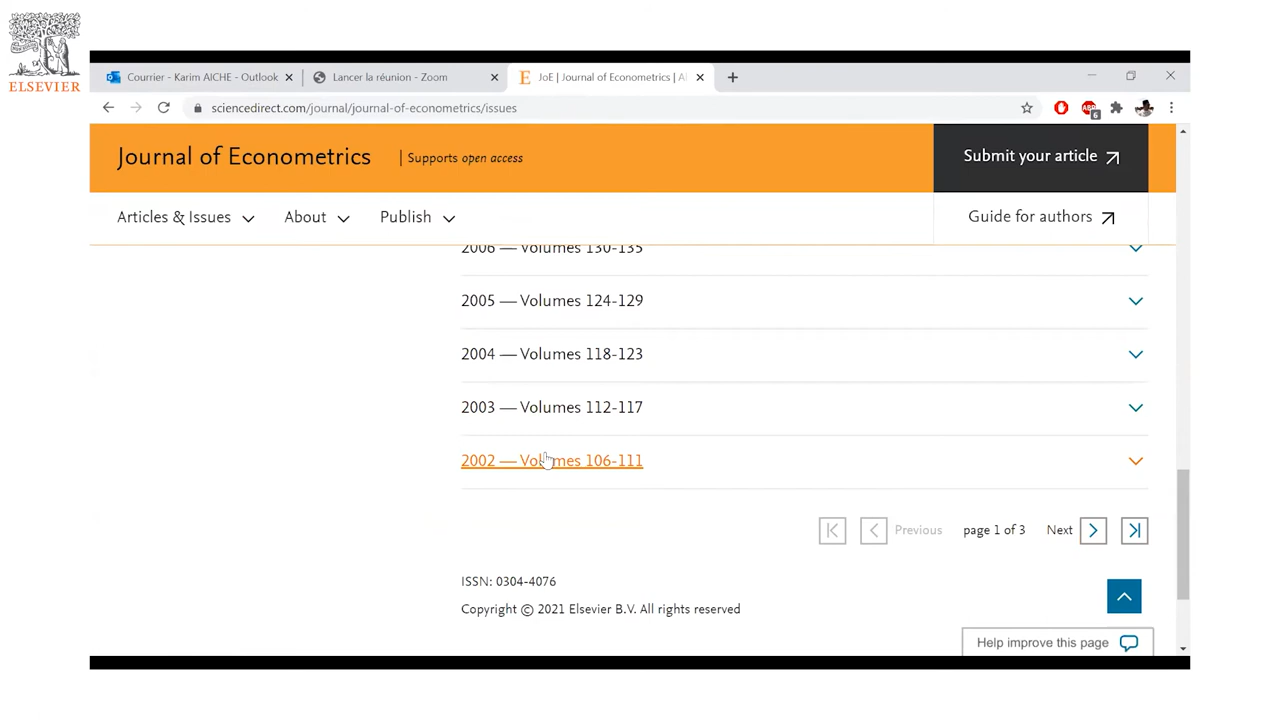 ELSEVIER
Courrier - Karim AICHE - Outlook
Lancer la réunion - Zoom
JoE | Journal of Econometrics |
sciencedirect.com/journal/journal-of-econometrics/issues
6
Journal of Econometrics | Supports open access
Submit your article
Articles & Issues About Publish
Guide for authors
2006 — Volumes 130-135
2005 — Volumes 124-129
2004 — Volumes 118-123
2003 — Volumes 112-117
2002 — Volumes 106-111
Previous page 1 of 3 Next
ISSN: 0304-4076
Copyright © 2021 Elsevier B.V. All rights reserved
Help improve this page